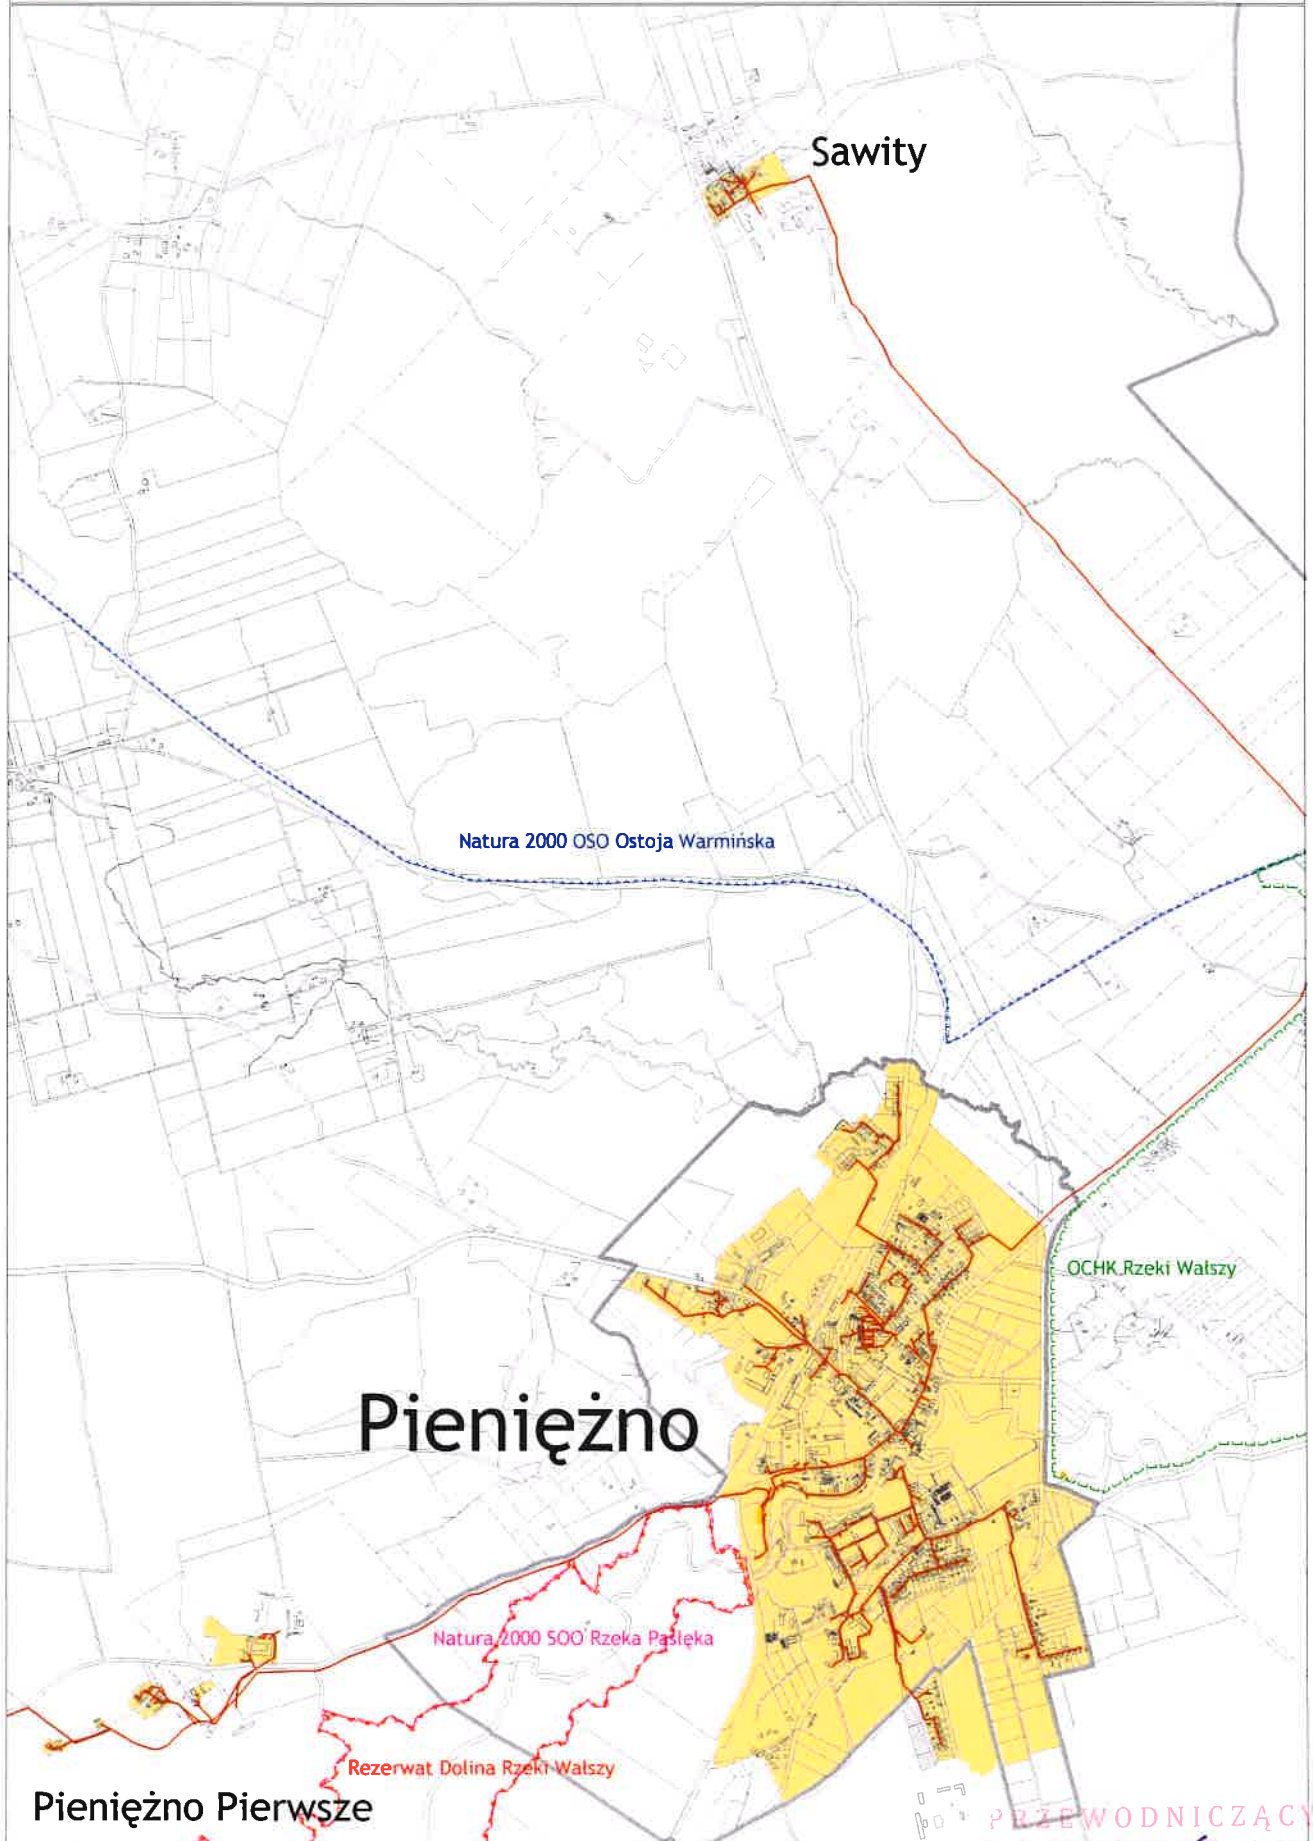 Sawity
Natura 2000 OSO Ostoja Warmińska
OCHK Rzeki Wałszy
Pieniężno
Natura 2000 SOO Rzeka Pasłęka
Rezerwat Dolina Rzeki Wałszy
Pieniężno Pierwsze
PRZEWODNICZĄCY